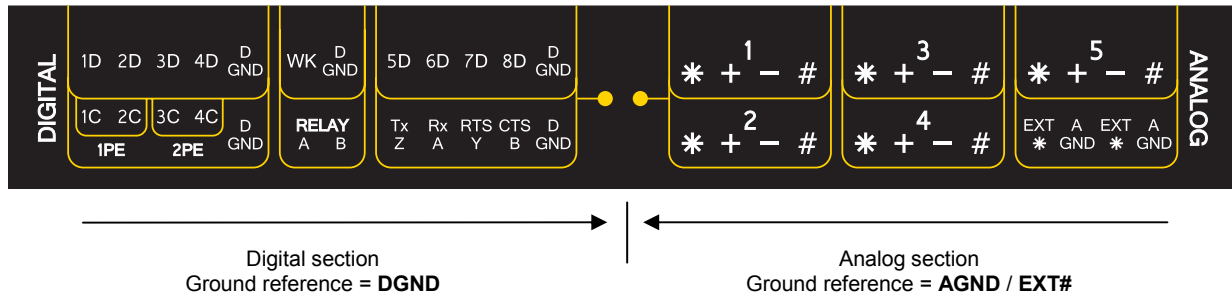 DIGITAL
1D 2D 3D 4D D GND
WK D GND
5D 6D 7D 8D D GND
1C 2C 3C 4C D GND
1PE 2PE
RELAY
A B
Tx Rx RTS CTS D
Z A Y B GND
1
* + − #
3
* + − #
5
* + − #
2
* + − #
4
* + − #
EXT A EXT A
* GND * GND
ANALOG
Digital section
Ground reference = DGND
Analog section
Ground reference = AGND / EXT#